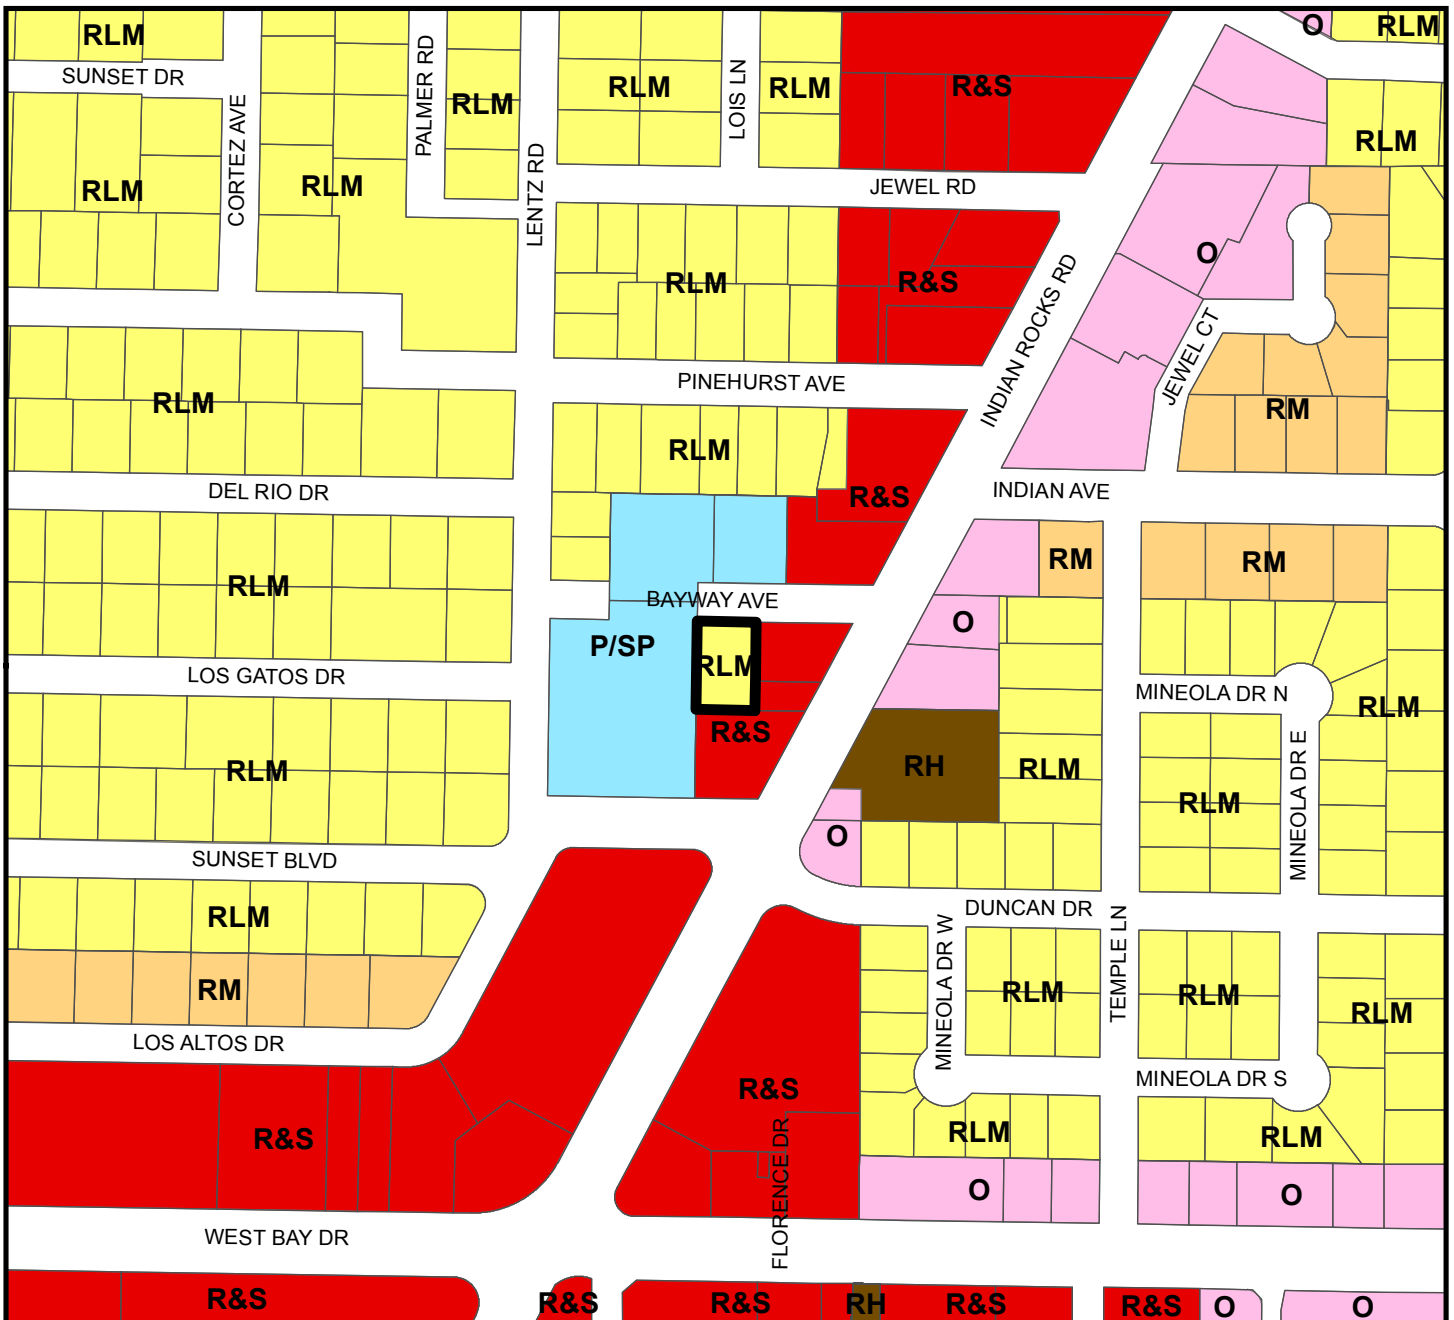 RLM
O
RLM
SUNSET DR
PALMER RD
RLM
LOIS LN
RLM
R&S
RLM
CORTEZ AVE
RLM
RLM
RLM
LENTZ RD
JEWEL RD
RLM
R&S
O
INDIAN ROCKS RD
JEWEL CT
PINEHURST AVE
RLM
RM
RLM
R&S
DEL RIO DR
INDIAN AVE
RM
RM
RLM
BAYWAY AVE
O
P/SP
RLM
LOS GATOS DR
MINEOLA DR N
RLM
R&S
RH
RLM
RLM
RLM
MINEOLA DR E
O
SUNSET BLVD
RLM
DUNCAN DR
MINEOLA DR W
TEMPLE LN
RM
RLM
RLM
RLM
LOS ALTOS DR
R&S
MINEOLA DR S
R&S
FLORENCE DR
RLM
RLM
O
O
WEST BAY DR
R&S
R&S
R&S
RH
R&S
R&S
O
O